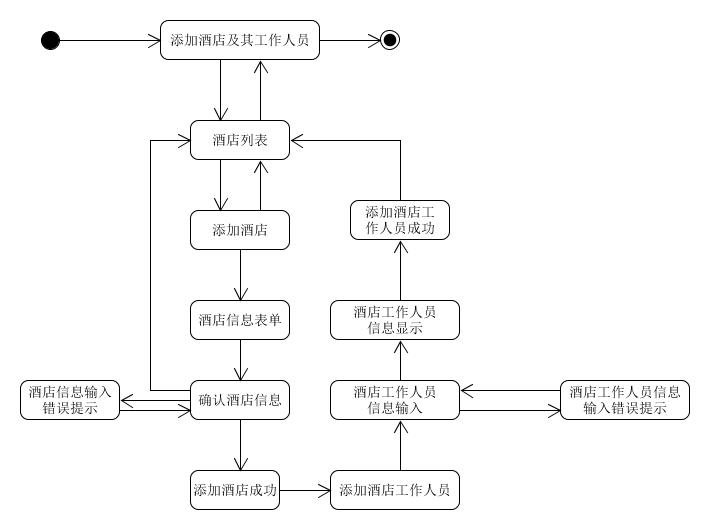 添加酒店及其工作人员
酒店列表
添加酒店
添加酒店工
作人员成功
酒店信息表单
酒店工作人员
信息显示
酒店信息输入
错误提示
确认酒店信息
酒店工作人员
信息输入
酒店工作人员信息
输入错误提示
添加酒店成功
添加酒店工作人员